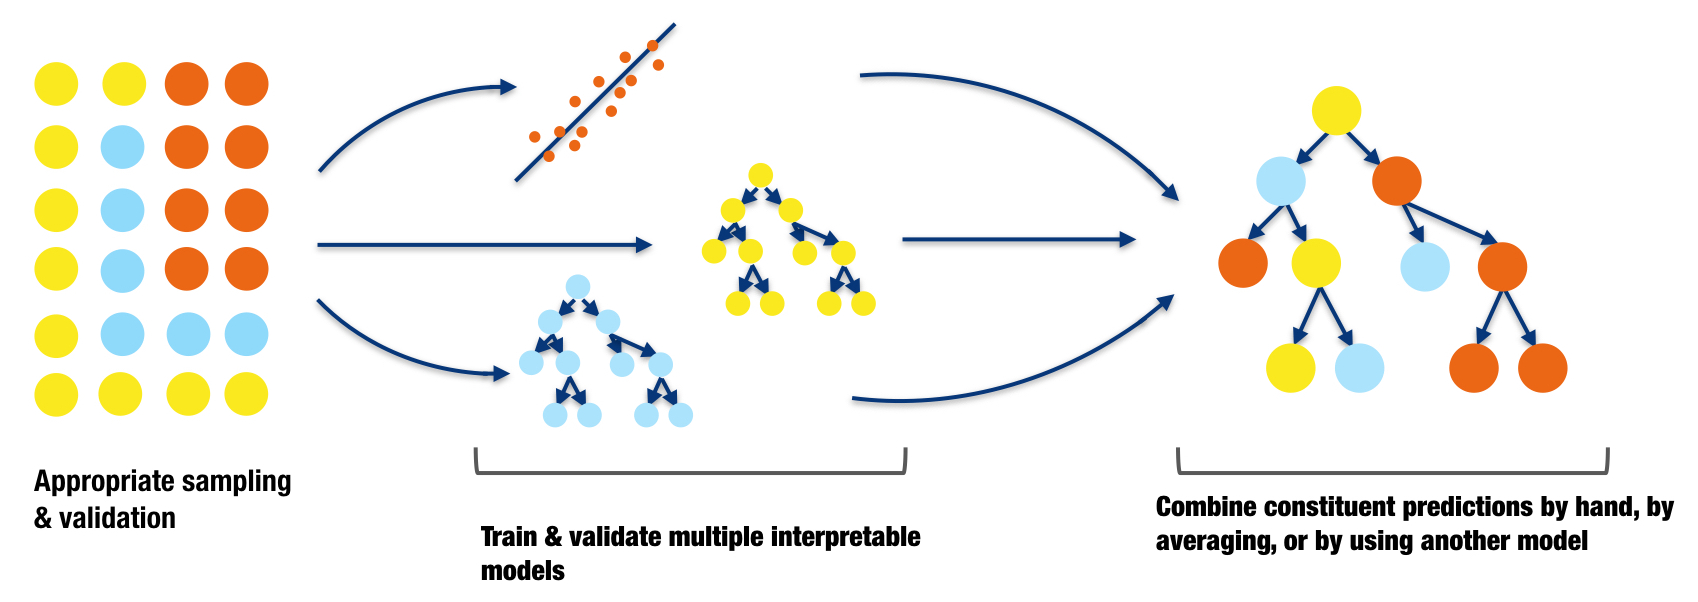 Appropriate sampling
& validation
Train & validate multiple interpretable
models
Combine constituent predictions by hand, by
averaging, or by using another model